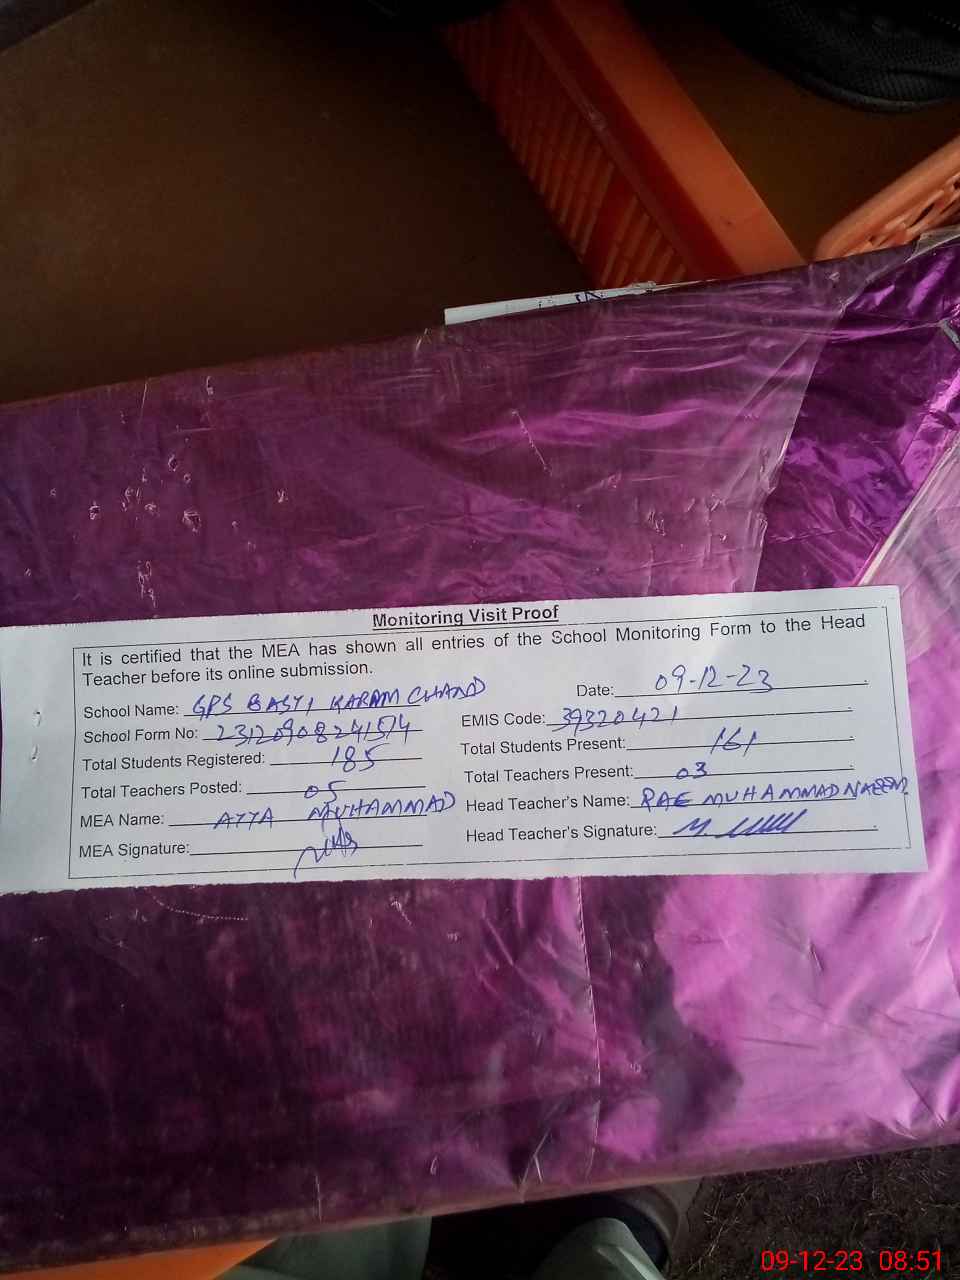 Monitoring Visit Proof
It is certified that the MEA has shown all entries of the School Monitoring Form to the Head
Teacher before its online submission.
School Name: GPS BASTI KARAM CHAND
Date: 09-12-23
School Form No: 23120908241514
EMIS Code: 39320421
Total Students Registered: 185
Total Students Present: 161
Total Teachers Posted: 05
Total Teachers Present: 03
MEA Name: ATTA MUHAMMAD
Head Teacher's Name: RAE MUHAMMAD NAEEM
MEA Signature:
Head Teacher's Signature:
09-12-23 08:51